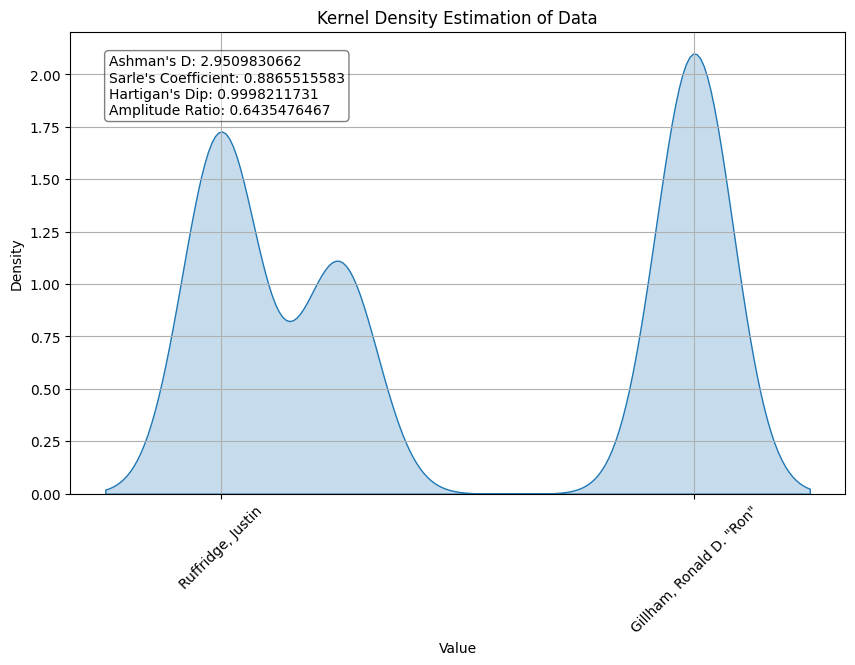 Kernel Density Estimation of Data
Ashman's D: 2.9509830662
Sarle's Coefficient: 0.8865515583
Hartigan's Dip: 0.9998211731
Amplitude Ratio: 0.6435476467
Density
2.00
1.75
1.50
1.25
1.00
0.75
0.50
0.25
0.00
Ruffridge, Justin
Gillham, Ronald D. "Ron"
Value